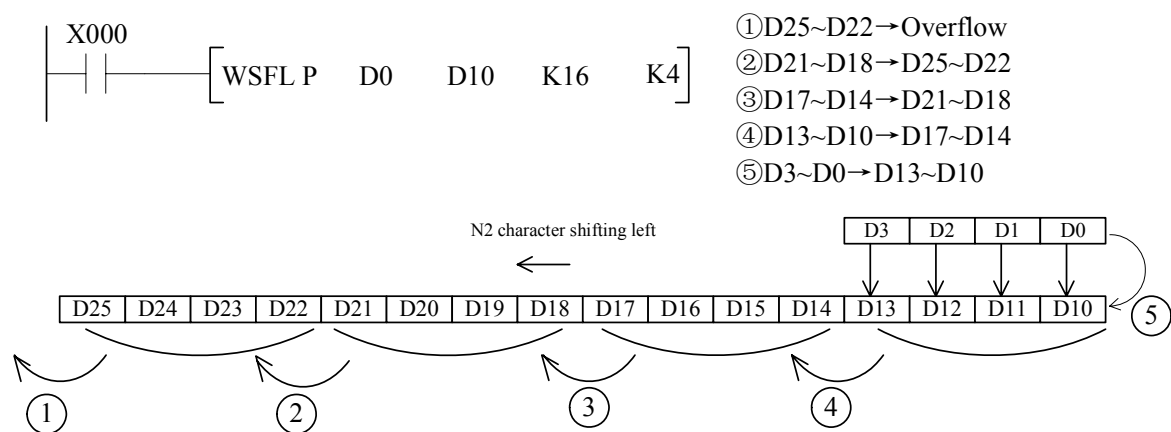 X000
WSFL P D0 D10 K16 K4
①D25~D22→Overflow
②D21~D18→D25~D22
③D17~D14→D21~D18
④D13~D10→D17~D14
⑤D3~D0→D13~D10
N2 character shifting left
D3 D2 D1 D0
D25 D24 D23 D22 D21 D20 D19 D18 D17 D16 D15 D14 D13 D12 D11 D10
5
1 2 3 4